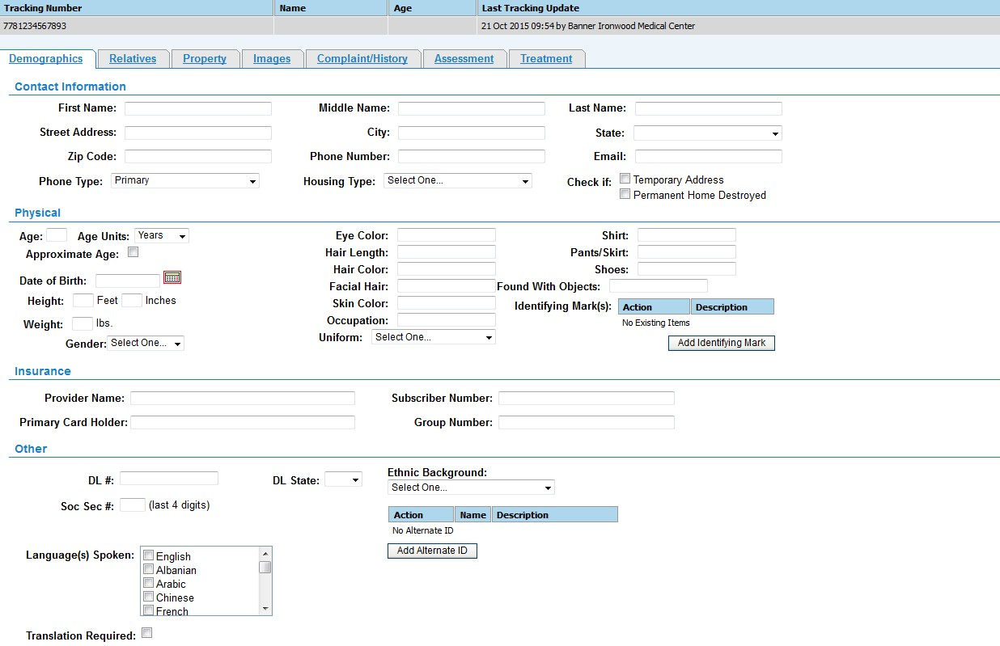 Tracking Number Name Age Last Tracking Update
7781234567893 21 Oct 2015 09:54 by Banner Ironwood Medical Center
Demographics Relatives Property Images Complaint/History Assessment Treatment
Contact Information
First Name: Middle Name: Last Name:
Street Address: City: State:
Zip Code: Phone Number: Email:
Phone Type: Primary Housing Type: Select One... Check if: Temporary Address
Permanent Home Destroyed
Physical
Age: Age Units: Years Eye Color: Shirt:
Approximate Age: Hair Length: Pants/Skirt:
Hair Color: Shoes:
Date of Birth: Facial Hair: Found With Objects:
Height: Feet Inches Skin Color: Identifying Mark(s): Action Description
Weight: lbs. Occupation: No Existing Items
Gender: Select One... Uniform: Select One... Add Identifying Mark
Insurance
Provider Name: Subscriber Number:
Primary Card Holder: Group Number:
Other
DL #: DL State: Ethnic Background:
Select One...
Soc Sec #: (last 4 digits)
Action Name Description
No Alternate ID
Add Alternate ID
Language(s) Spoken: English
Albanian
Arabic
Chinese
French
Translation Required: